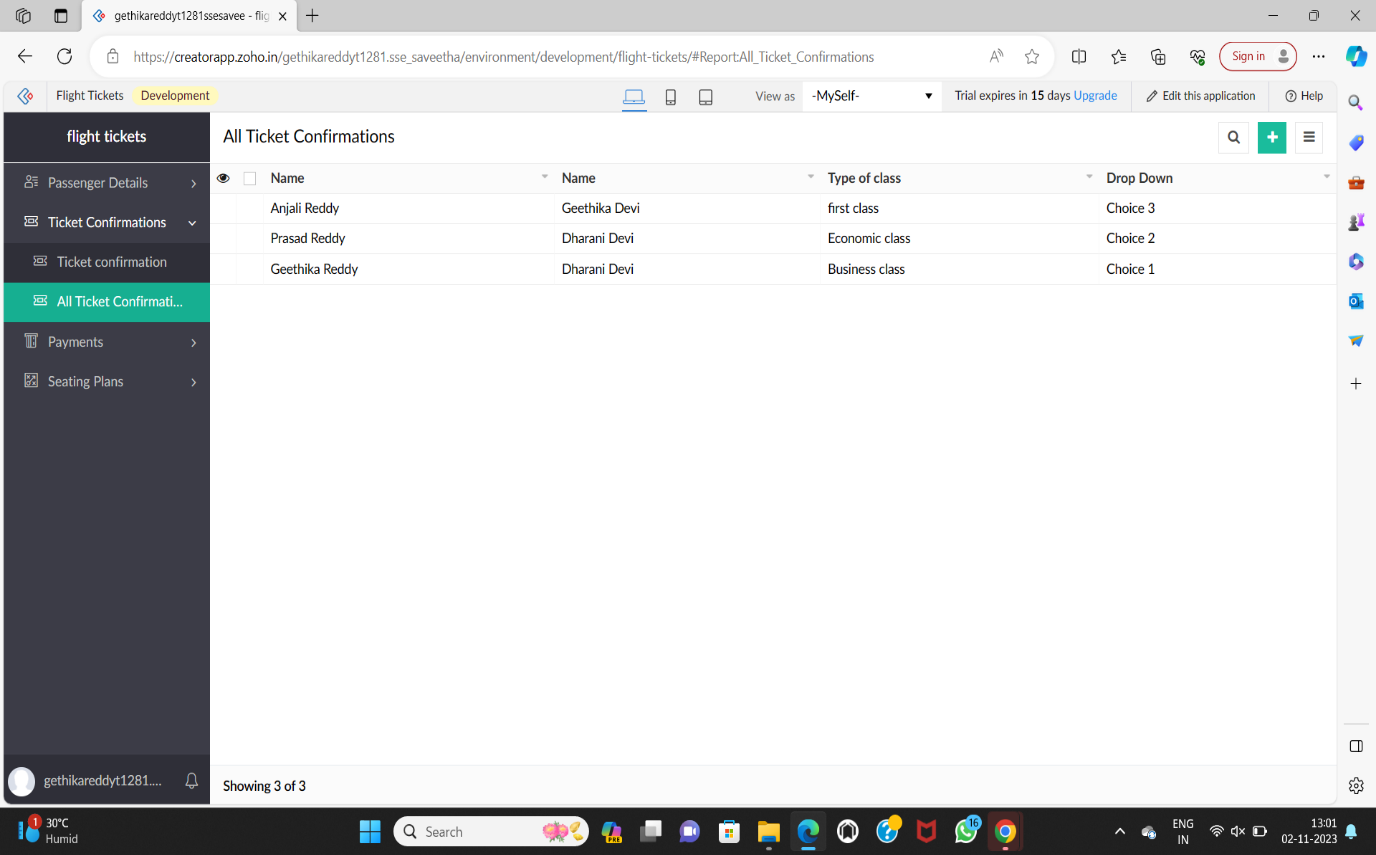 gethikareddyt1281ssesavee - flig
https://creatorapp.zoho.in/gethikareddyt1281.sse_saveetha/environment/development/flight-tickets/#Report:All_Ticket_Confirmations
Sign in
Flight Tickets Development View as -MySelf- Trial expires in 15 days Upgrade Edit this application Help
flight tickets
All Ticket Confirmations
Passenger Details
Ticket Confirmations
Ticket confirmation
All Ticket Confirmati...
Payments
Seating Plans
Name Name Type of class Drop Down
Anjali Reddy Geethika Devi first class Choice 3
Prasad Reddy Dharani Devi Economic class Choice 2
Geethika Reddy Dharani Devi Business class Choice 1
gethikareddyt1281....
Showing 3 of 3
1
30°C
Humid
Search
PRE
16
ENG
IN
13:01
02-11-2023